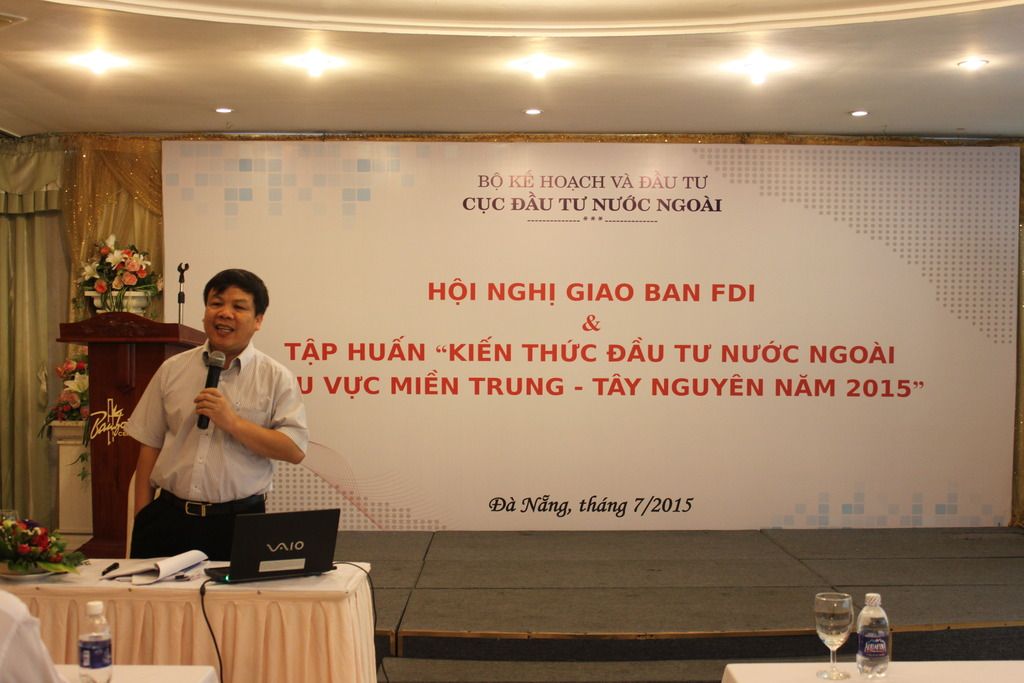 BỘ KẾ HOẠCH VÀ ĐẦU TƯ
CỤC ĐẦU TƯ NƯỚC NGOÀI
---------------***---------------
HỘI NGHỊ GIAO BAN FDI
&
TẬP HUẤN “KIẾN THỨC ĐẦU TƯ NƯỚC NGOÀI
VỰC MIỀN TRUNG - TÂY NGUYÊN NĂM 2015”
Đà Nẵng, tháng 7/2015
VAIO
AQUAFINA